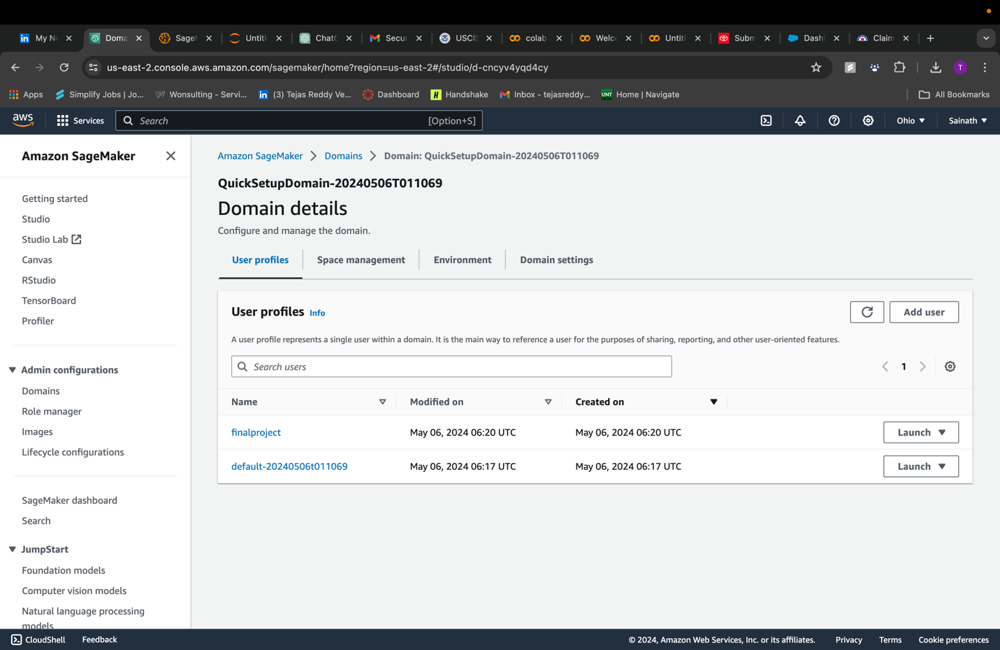 My N
Doma
SageM
Untitl
ChatG
Secur
USCIS
colab
Welco
Untitl
Subm
Dashl
Claim
us-east-2.console.aws.amazon.com/sagemaker/home?region=us-east-2#/studio/d-cncyv4yqd4cy
T
Apps
Simplify Jobs | Jo...
Wonsulting - Servi...
(3) Tejas Reddy Ve...
Dashboard
Handshake
Inbox - tejasreddy...
UNT
Home | Navigate
All Bookmarks
aws
Services
Search
[Option+S]
Ohio
Sainath
Amazon SageMaker
Getting started
Studio
Studio Lab
Canvas
RStudio
TensorBoard
Profiler
Admin configurations
Domains
Role manager
Images
Lifecycle configurations
SageMaker dashboard
Search
JumpStart
Foundation models
Computer vision models
Natural language processing
models
Amazon SageMaker
Domains
Domain: QuickSetupDomain-20240506T011069
QuickSetupDomain-20240506T011069
Domain details
Configure and manage the domain.
User profiles
Space management
Environment
Domain settings
User profiles Info
Add user
A user profile represents a single user within a domain. It is the main way to reference a user for the purposes of sharing, reporting, and other user-oriented features.
Search users
1
Name
Modified on
Created on
finalproject
May 06, 2024 06:20 UTC
May 06, 2024 06:20 UTC
Launch
default-20240506t011069
May 06, 2024 06:17 UTC
May 06, 2024 06:17 UTC
Launch
CloudShell
Feedback
© 2024, Amazon Web Services, Inc. or its affiliates.
Privacy
Terms
Cookie preferences